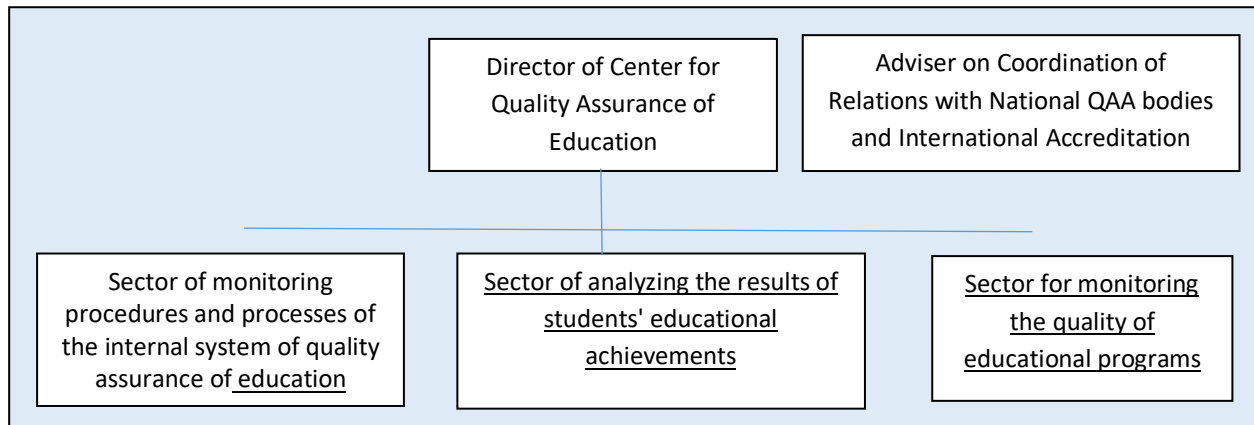 Director of Center for
Quality Assurance of
Education
Adviser on Coordination of
Relations with National QAA bodies
and International Accreditation
Sector of monitoring
procedures and processes of
the internal system of quality
assurance of education
Sector of analyzing the results of
students' educational
achievements
Sector for monitoring
the quality of
educational programs